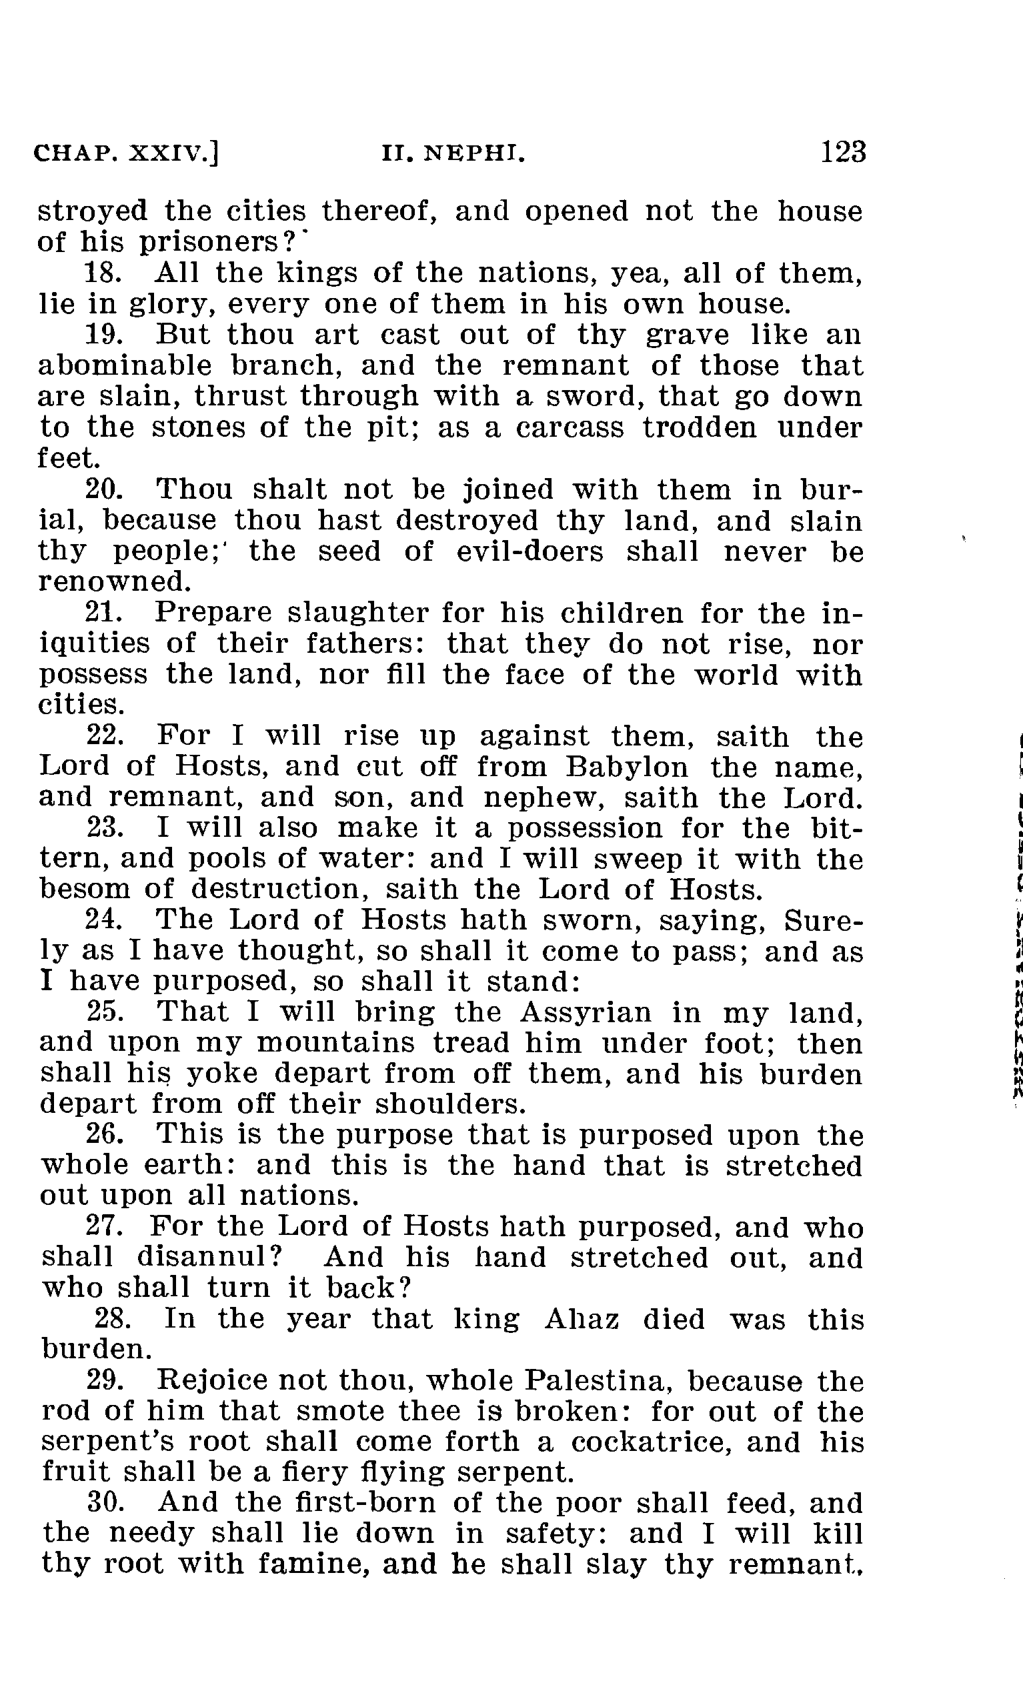 CHAP. XXIV.] II. NEPHI. 123
stroyed the cities thereof, and opened not the house
of his prisoners?
18. All the kings of the nations, yea, all of them,
lie in glory, every one of them in his own house.
19. But thou art cast out of thy grave like an
abominable branch, and the remnant of those that
are slain, thrust through with a sword, that go down
to the stones of the pit; as a carcass trodden under
feet.
20. Thou shalt not be joined with them in bur-
ial, because thou hast destroyed thy land, and slain
thy people; the seed of evil-doers shall never be
renowned.
21. Prepare slaughter for his children for the in-
iquities of their fathers: that they do not rise, nor
possess the land, nor fill the face of the world with
cities.
22. For I will rise up against them, saith the
Lord of Hosts, and cut off from Babylon the name,
and remnant, and son, and nephew, saith the Lord.
23. I will also make it a possession for the bit-
tern, and pools of water: and I will sweep it with the
besom of destruction, saith the Lord of Hosts.
24. The Lord of Hosts hath sworn, saying, Sure-
ly as I have thought, so shall it come to pass; and as
I have purposed, so shall it stand:
25. That I will bring the Assyrian in my land,
and upon my mountains tread him under foot; then
shall his yoke depart from off them, and his burden
depart from off their shoulders.
26. This is the purpose that is purposed upon the
whole earth: and this is the hand that is stretched
out upon all nations.
27. For the Lord of Hosts hath purposed, and who
shall disannul? And his hand stretched out, and
who shall turn it back?
28. In the year that king Ahaz died was this
burden.
29. Rejoice not thou, whole Palestina, because the
rod of him that smote thee is broken: for out of the
serpent's root shall come forth a cockatrice, and his
fruit shall be a fiery flying serpent.
30. And the first-born of the poor shall feed, and
the needy shall lie down in safety: and I will kill
thy root with famine, and he shall slay thy remnant.